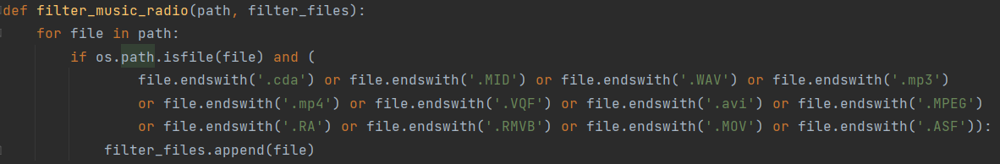 def filter_music_radio(path, filter_files):
    for file in path:
        if os.path.isfile(file) and (
                file.endswith('.cda') or file.endswith('.MID') or file.endswith('.WAV') or file.endswith('.mp3')
                or file.endswith('.mp4') or file.endswith('.VQF') or file.endswith('.avi') or file.endswith('.MPEG')
                or file.endswith('.RA') or file.endswith('.RMVB') or file.endswith('.MOV') or file.endswith('.ASF')):
            filter_files.append(file)